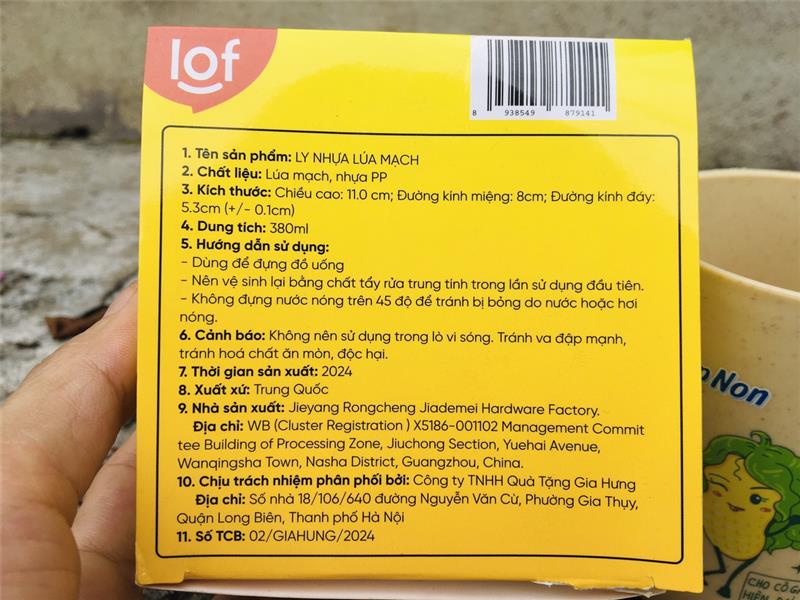 lof
8 938549 879141
1. Tên sản phẩm: LY NHỰA LÚA MẠCH
2. Chất liệu: Lúa mạch, nhựa PP
3. Kích thước: Chiều cao: 11.0 cm; Đường kính miệng: 8cm; Đường kính đáy:
5.3cm (+/- 0.1cm)
4. Dung tích: 380ml
5. Hướng dẫn sử dụng:
- Dùng để đựng đồ uống
- Nên vệ sinh lại bằng chất tẩy rửa trung tính trong lần sử dụng đầu tiên.
- Không đựng nước nóng trên 45 độ để tránh bị bỏng do nước hoặc hơi
nóng.
6. Cảnh báo: Không nên sử dụng trong lò vi sóng. Tránh va đập mạnh,
tránh hoá chất ăn mòn, độc hại.
7. Thời gian sản xuất: 2024
8. Xuất xứ: Trung Quốc
9. Nhà sản xuất: Jieyang Rongcheng Jiademei Hardware Factory.
Địa chỉ: WB (Cluster Registration ) X5186-001102 Management Commit
tee Building of Processing Zone, Jiuchong Section, Yuehai Avenue,
Wanqingsha Town, Nasha District, Guangzhou, China.
10. Chịu trách nhiệm phân phối bởi: Công ty TNHH Quà Tặng Gia Hưng
Địa chỉ: Số nhà 18/106/640 đường Nguyễn Văn Cừ, Phường Gia Thụy,
Quận Long Biên, Thanh phố Hà Nội
11. Số TCB: 02/GIAHUNG/2024
Non
CHO CÔ